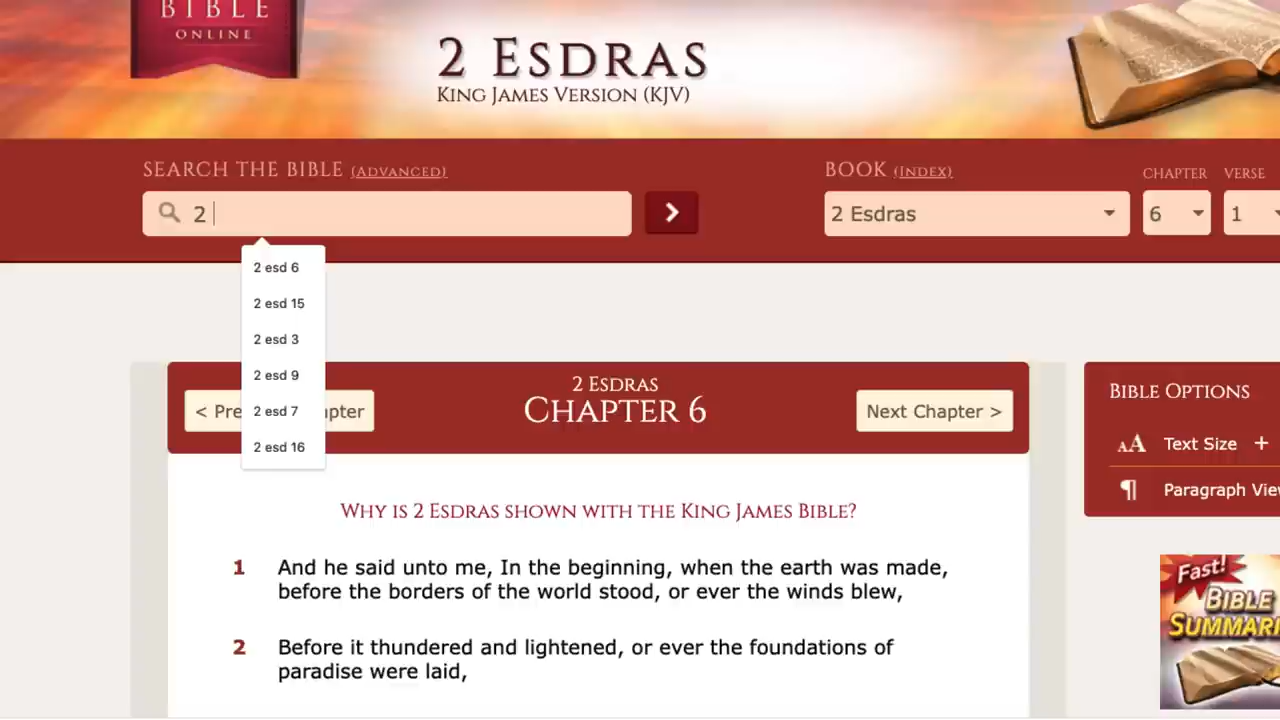 BIBLE
ONLINE
2 Esdras
King James Version (KJV)
Search the Bible (Advanced)
2
Book (Index)
Chapter
Verse
2 Esdras
6
1
2 esd 6
2 esd 15
2 esd 3
2 esd 9
2 esd 7
2 esd 16
< Pre
apter
2 Esdras
Chapter 6
Next Chapter >
Bible Options
AA Text Size +
¶ Paragraph Vie
Why is 2 Esdras shown with the King James Bible?
1 And he said unto me, In the beginning, when the earth was made,
before the borders of the world stood, or ever the winds blew,
2 Before it thundered and lightened, or ever the foundations of
paradise were laid,
Fast!
BIBLE
SUMMARI